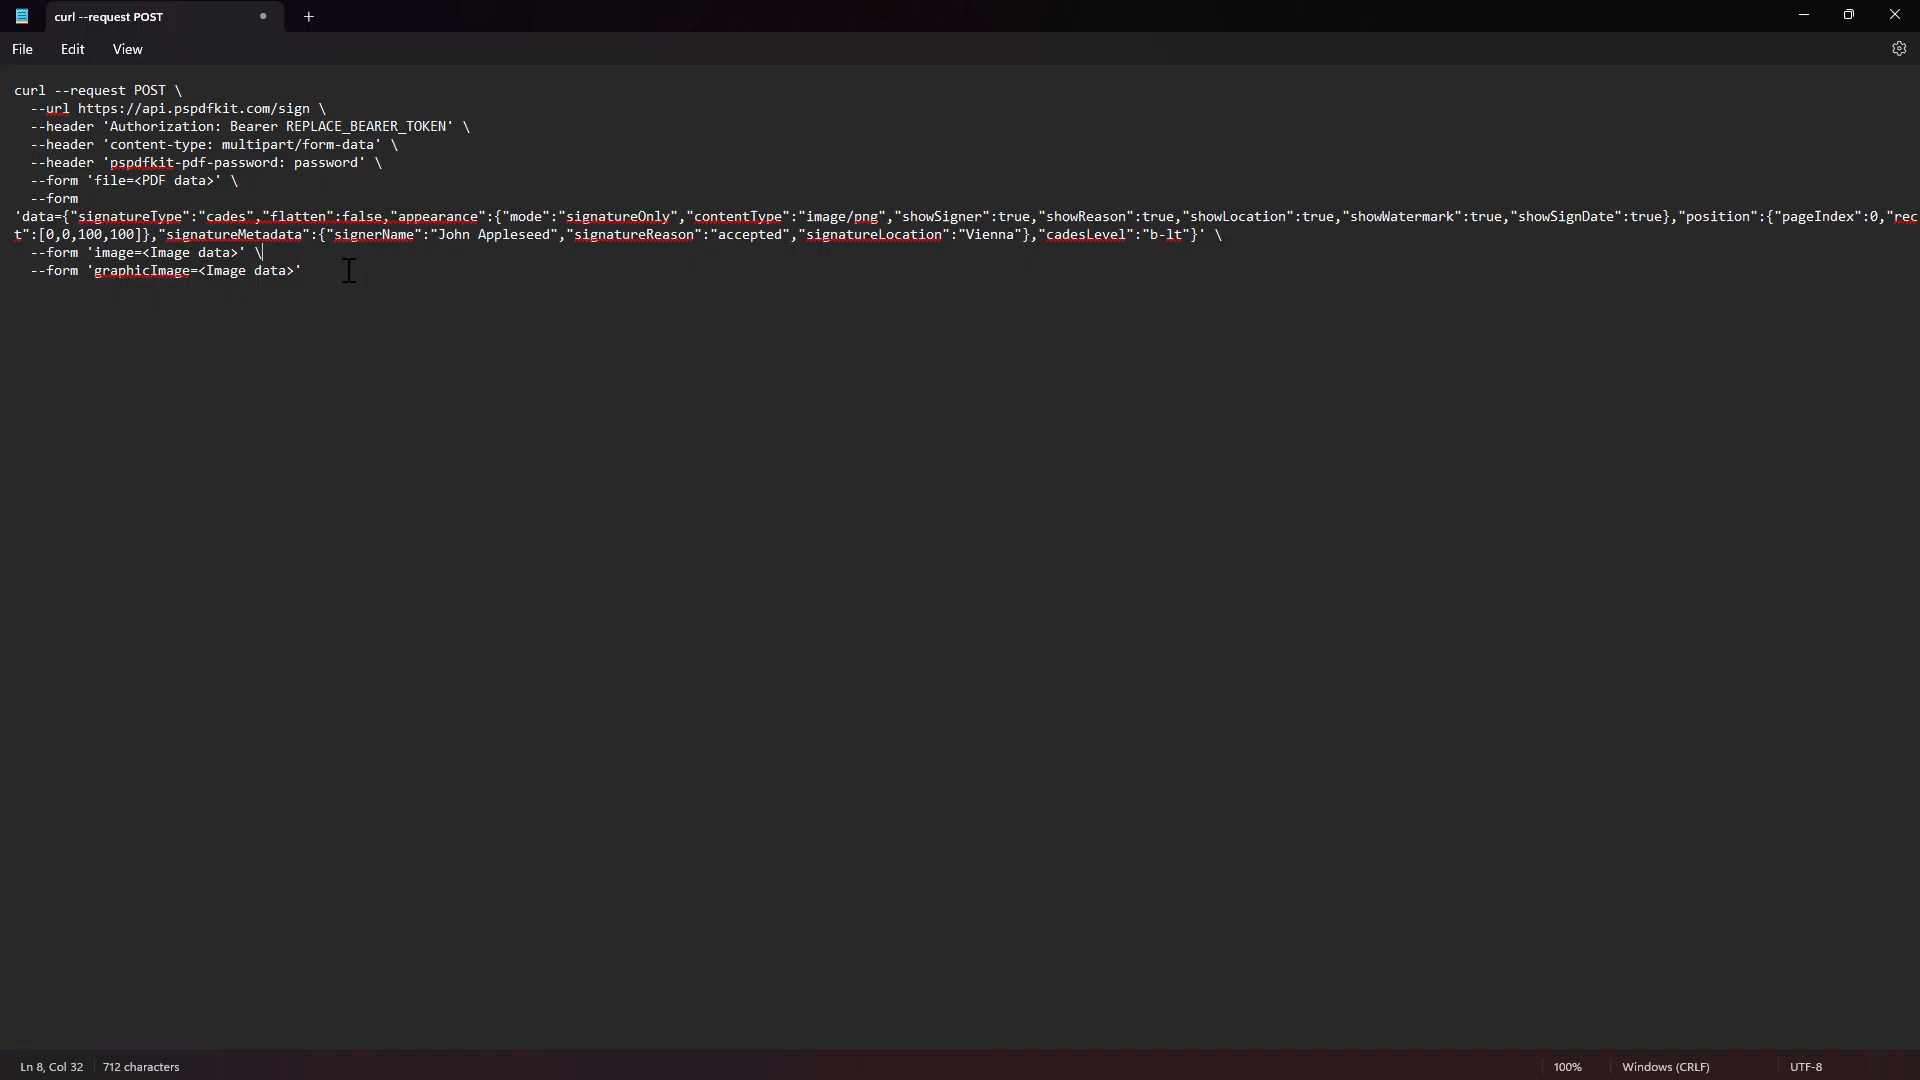 curl --request POST
File Edit View
curl --request POST \
--url https://api.pspdfkit.com/sign \
--header 'Authorization: Bearer REPLACE_BEARER_TOKEN' \
--header 'content-type: multipart/form-data' \
--header 'pspdfkit-pdf-password: password' \
--form 'file=<PDF data>' \
--form
'data={"signatureType":"cades","flatten":false,"appearance":{"mode":"signatureOnly","contentType":"image/png","showSigner":true,"showReason":true,"showLocation":true,"showWatermark":true,"showSignDate":true},"position":{"pageIndex":0,"rec
t":[0,0,100,100]},"signatureMetadata":{"signerName":"John Appleseed","signatureReason":"accepted","signatureLocation":"Vienna"},"cadesLevel":"b-lt"}' \
--form 'image=<Image data>' \
--form 'graphicImage=<Image data>'
Ln 8, Col 32 712 characters 100% Windows (CRLF) UTF-8